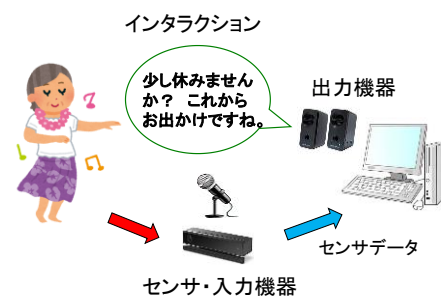 インタラクション
少し休みません
か？ これから
お出かけですね。
出力機器
センサデータ
センサ・入力機器